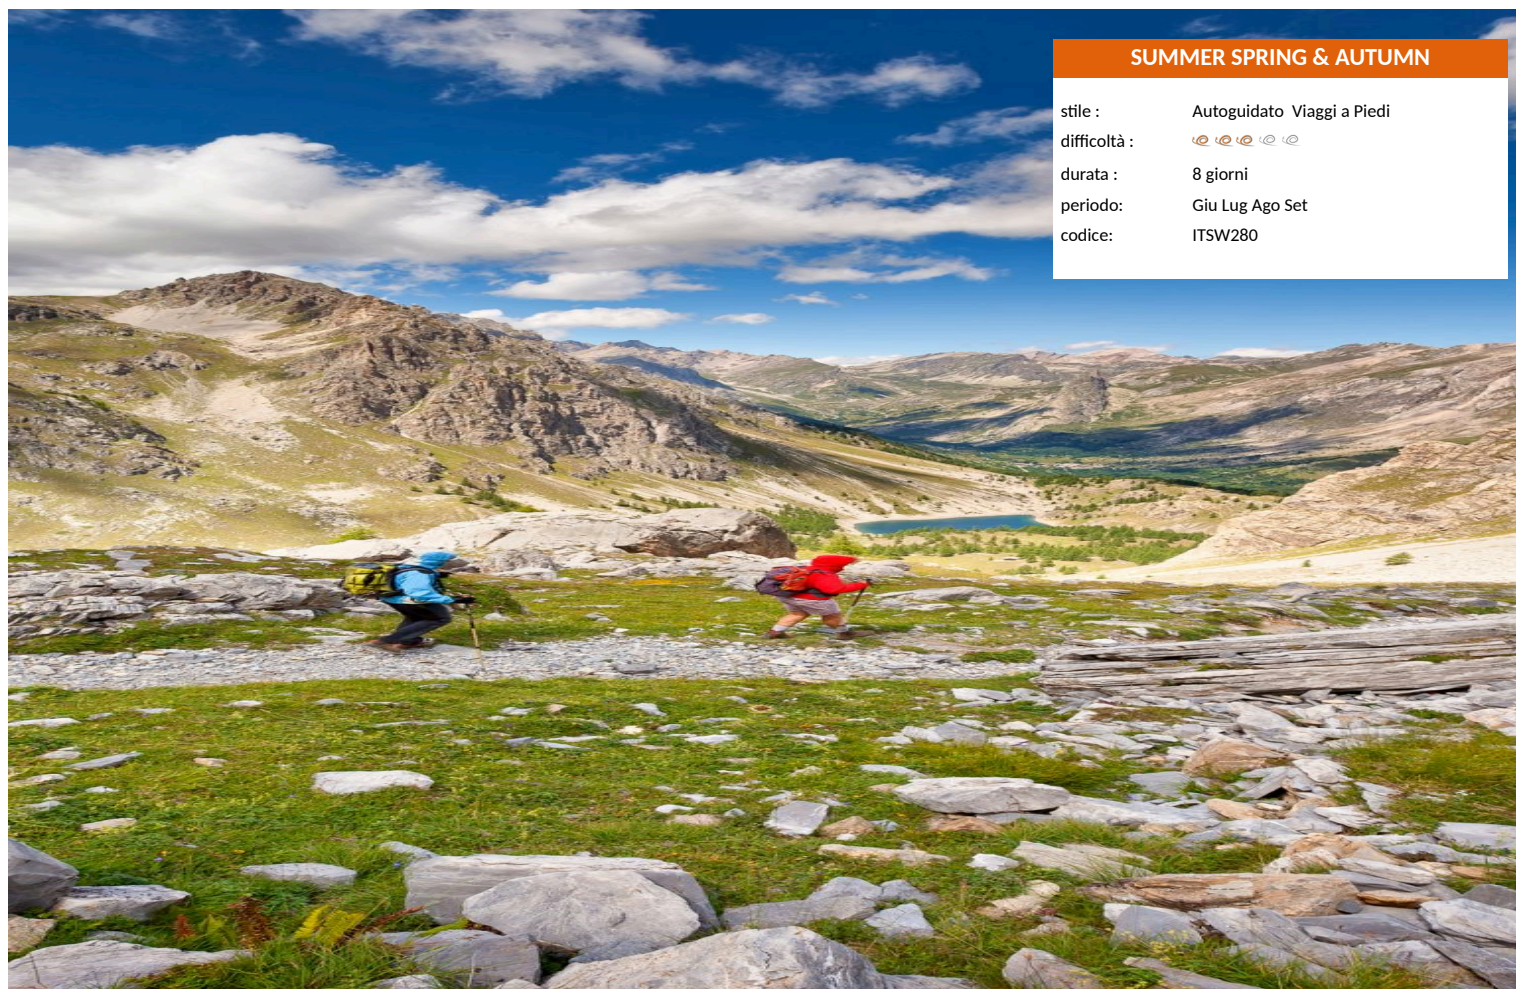 SUMMER SPRING & AUTUMN
stile : Autoguidato Viaggi a Piedi
difficoltà :
durata : 8 giorni
periodo: Giu Lug Ago Set
codice: ITSW280